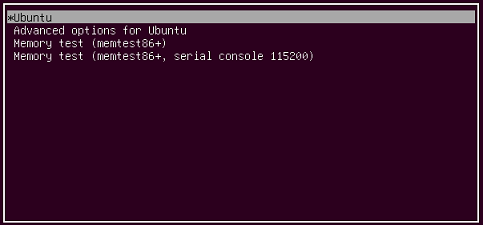 *Ubuntu
Advanced options for Ubuntu
Memory test (memtest86+)
Memory test (memtest86+, serial console 115200)